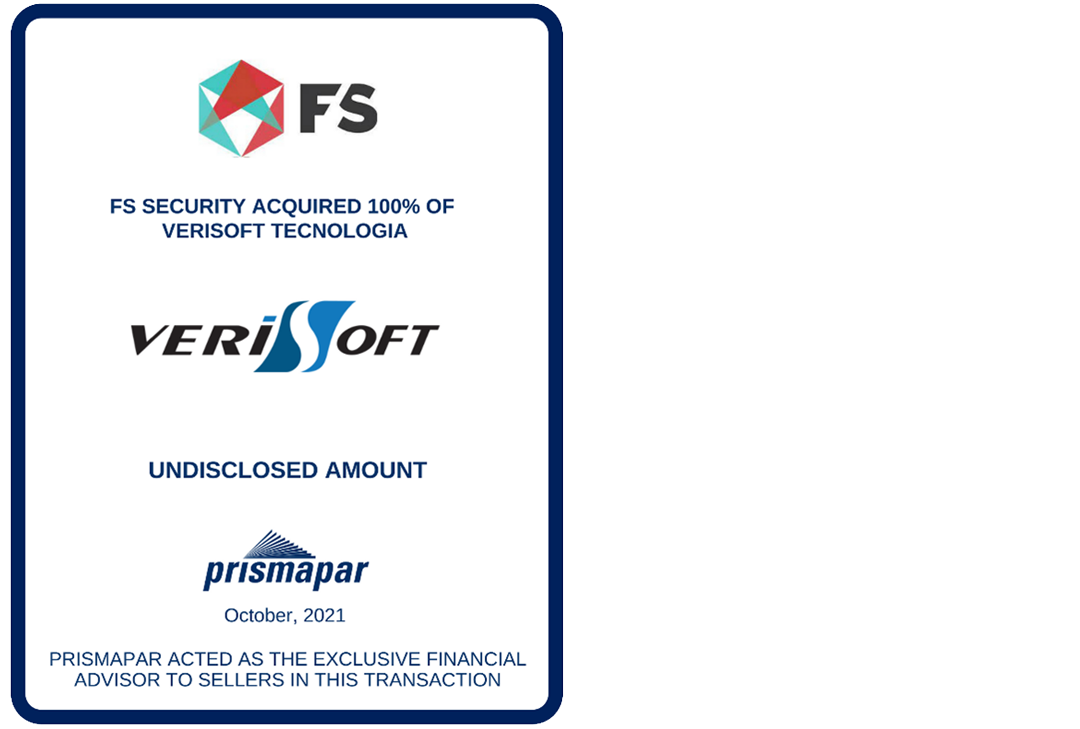 FS
FS SECURITY ACQUIRED 100% OF
VERISOFT TECNOLOGIA
VERISOFT
UNDISCLOSED AMOUNT
prismapar
October, 2021
PRISMAPAR ACTED AS THE EXCLUSIVE FINANCIAL
ADVISOR TO SELLERS IN THIS TRANSACTION